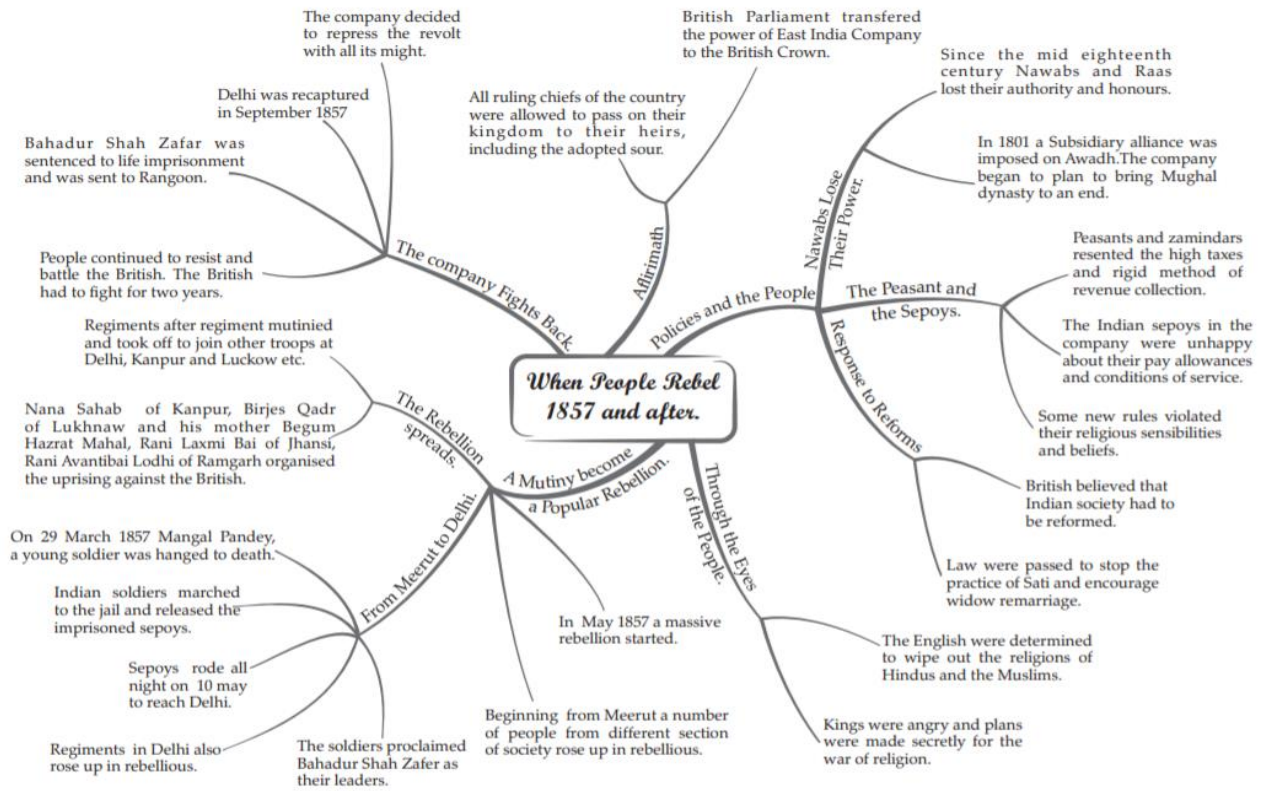 The company decided
to repress the revolt
with all its might.
Delhi was recaptured
in September 1857
Bahadur Shah Zafar was
sentenced to life imprisonment
and was sent to Rangoon.
People continued to resist and
battle the British. The British
had to fight for two years.
The company Fights Back
British Parliament transfered
the power of East India Company
to the British Crown.
All ruling chiefs of the country
were allowed to pass on their
kingdom to their heirs,
including the adopted sour.
Afirimath
Since the mid eighteenth
century Nawabs and Raas
lost their authority and honours.
In 1801 a Subsidiary alliance was
imposed on Awadh.The company
began to plan to bring Mughal
dynasty to an end.
Nawabs Lose
Their Power.
Policies and the People
The Peasant and
the Sepoys.
Peasants and zamindars
resented the high taxes
and rigid method of
revenue collection.
The Indian sepoys in the
company were unhappy
about their pay allowances
and conditions of service.
Some new rules violated
their religious sensibilities
and beliefs.
Response to Reforms
British believed that
Indian society had to
be reformed.
Law were passed to stop the
practice of Sati and encourage
widow remarriage.
When People Rebel
1857 and after.
Regiments after regiment mutinied
and took off to join other troops at
Delhi, Kanpur and Luckow etc.
Nana Sahab of Kanpur, Birjes Qadr
of Lukhnaw and his mother Begum
Hazrat Mahal, Rani Laxmi Bai of Jhansi,
Rani Avantibai Lodhi of Ramgarh organised
the uprising against the British.
The Rebellion
spreads.
A Mutiny become
a Popular Rebellion.
From Meerut to Delhi.
On 29 March 1857 Mangal Pandey,
a young soldier was hanged to death.
Indian soldiers marched
to the jail and released the
imprisoned sepoys.
Sepoys rode all
night on 10 may
to reach Delhi.
Regiments in Delhi also
rose up in rebellious.
The soldiers proclaimed
Bahadur Shah Zafer as
their leaders.
In May 1857 a massive
rebellion started.
Beginning from Meerut a number
of people from different section
of society rose up in rebellious.
Through the Eyes
of the People.
The English were determined
to wipe out the religions of
Hindus and the Muslims.
Kings were angry and plans
were made secretly for the
war of religion.